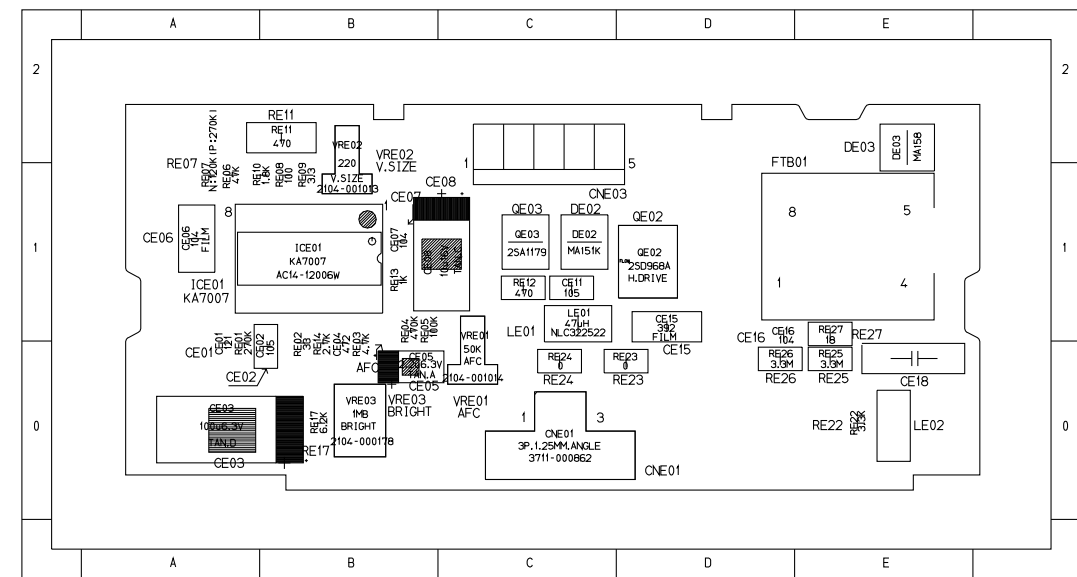 A B C D E
2 2
RE11
RE11
470
N:120K(P:270K)
RE07
RE07
RE06
47K
RE10
1.8K
RE08
100
RE09
3J3
VRE02
220
V.SIZE
2104-001013
VRE02
V.SIZE
1 5
CNE03
DE03
DE03
MA158
FTB01
8 5
1 4
1 1
CE06
CE06
104
FILM
8 1
ICE01
KA7007
AC14-12006W
ICE01
KA7007
CE07
CE07
104
RE13
1K
CE08
CE08
TAN.C
QE03
QE03
2SA1179
DE02
DE02
MA151K
QE02
QE02
2SD968A
H.DRIVE
RE12
470
CE11
105
LE01
LE01
47µH
NLC322522
CE15
392
FILM
CE15
CE16
CE16
104
RE27
18
RE27
RE26
3.3M
RE26
RE25
3.3M
RE25
CE18
CE01
CE01
121
RE01
270K
CE02
105
CE02
RE02
RE14
2.7K
CE04
472
RE03
4.7K
RE04
470K
RE05
100K
AFC
CE05
6.3V
TAN.A
CE05
VRE01
50K
AFC
2104-001014
VRE01
AFC
RE24
0
RE24
RE23
0
RE23
0 0
CE03
100u6.3V
TAN.D
CE03
RE17
6.2K
RE17
VRE03
1MB
BRIGHT
2104-000178
VRE03
BRIGHT
1 3
CNE01
3P.1.25MM.ANGLE
3711-000862
CNE01
RE22
RE22
3.3K
LE02
A B C D E